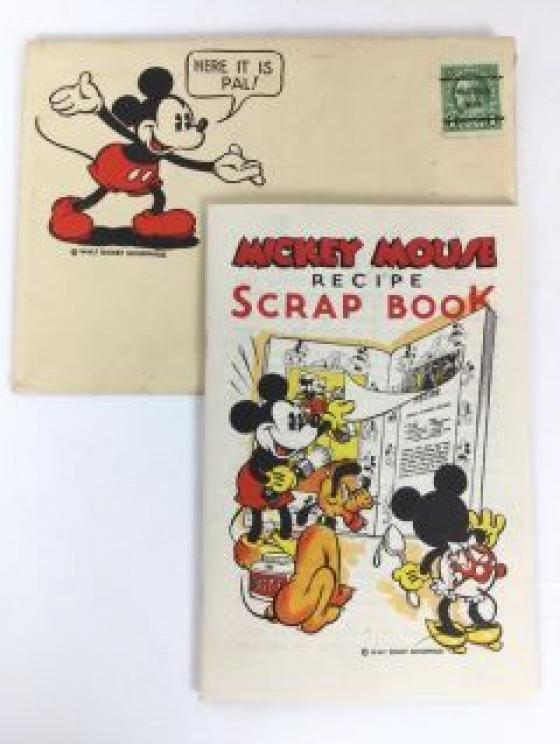 HERE IT IS
PAL!
© WALT DISNEY ENTERPRISES
MICKEY MOUSE
RECIPE
SCRAP BOOK
© WALT DISNEY ENTERPRISES